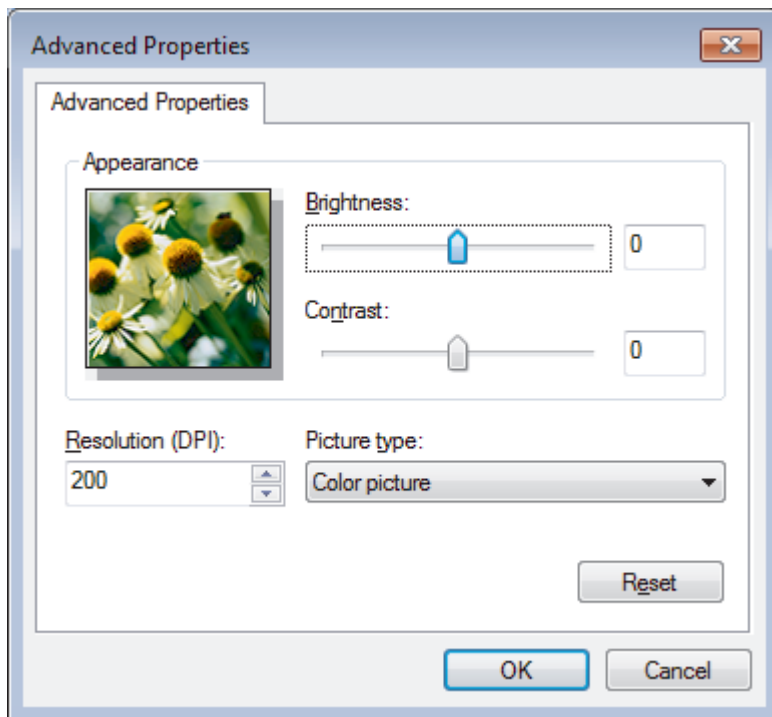 Advanced Properties
Advanced Properties
Appearance
Brightness:
0
Contrast:
0
Resolution (DPI):
Picture type:
200
Color picture
Reset
OK
Cancel